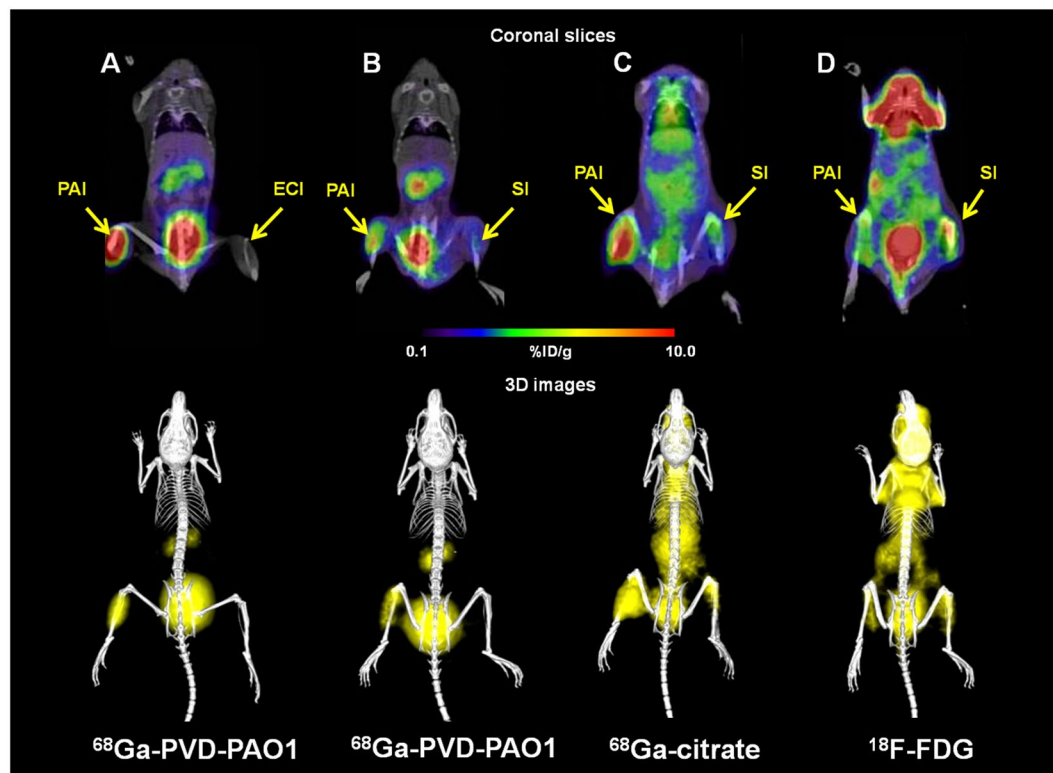 Coronal slices
A B C D
PAI ECI PAI SI PAI SI PAI SI
0.1 %ID/g 10.0
3D images
⁶⁸Ga-PVD-PAO1 ⁶⁸Ga-PVD-PAO1 ⁶⁸Ga-citrate ¹⁸F-FDG